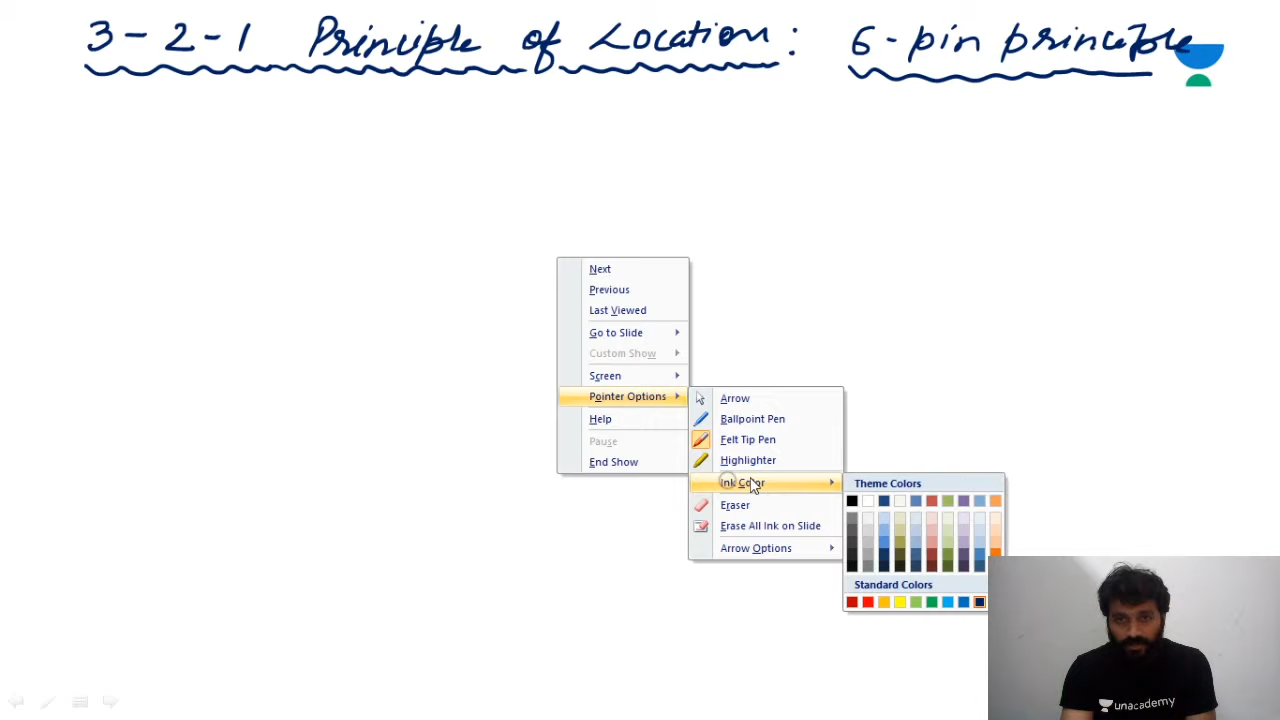 3-2-1 Principle of Location: 6-pin principle
Next
Previous
Last Viewed
Go to Slide
Custom Show
Screen
Pointer Options
Help
Pause
End Show
Arrow
Ballpoint Pen
Felt Tip Pen
Highlighter
Ink Color
Eraser
Erase All Ink on Slide
Arrow Options
Theme Colors
Standard Colors
unacademy